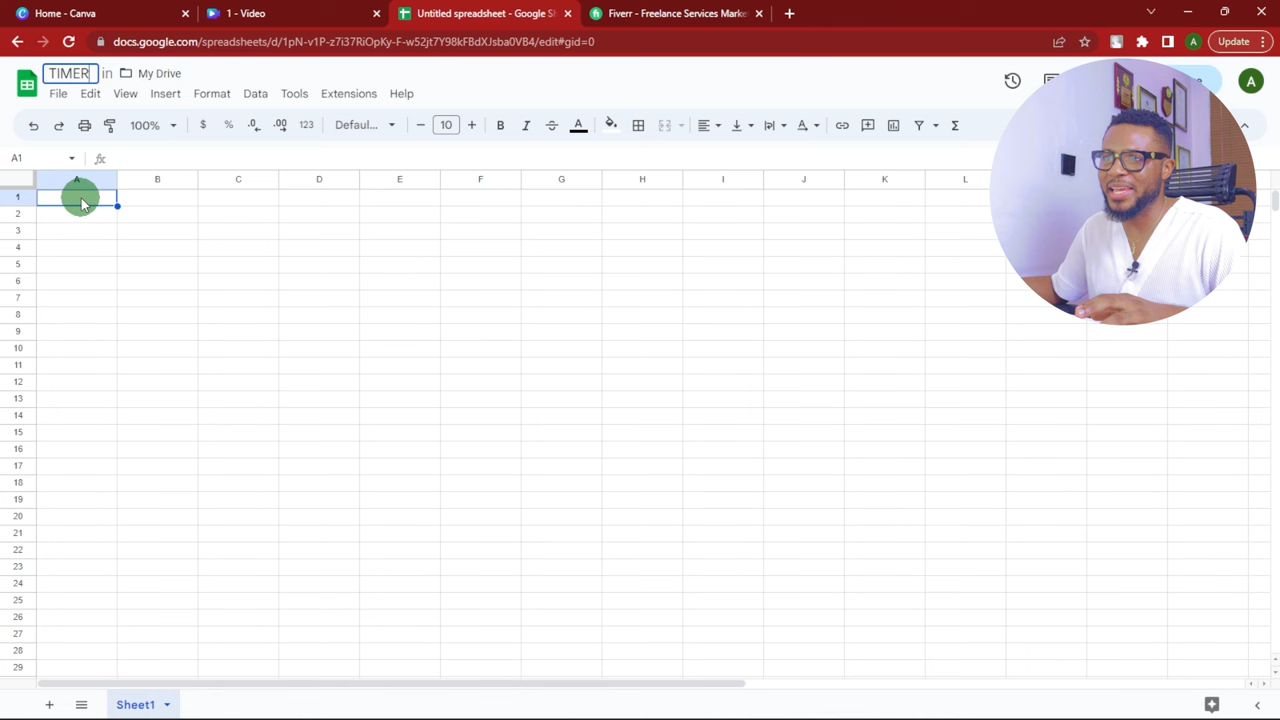 Home - Canva
1 - Video
Untitled spreadsheet - Google Sh
Fiverr - Freelance Services Marke
docs.google.com/spreadsheets/d/1pN-v1P-z7i37RiOpKy-F-w52jt7Y98kFBdXJsba0VB4/edit#gid=0
A
Update
TIMER in My Drive
A
File Edit View Insert Format Data Tools Extensions Help
100% $ % .0 .00 123 Defaul... − 10 + B I A Σ
A1 fx
A B C D E F G H I J K L
1
2
3
4
5
6
7
8
9
10
11
12
13
14
15
16
17
18
19
20
21
22
23
24
25
26
27
28
29
Sheet1